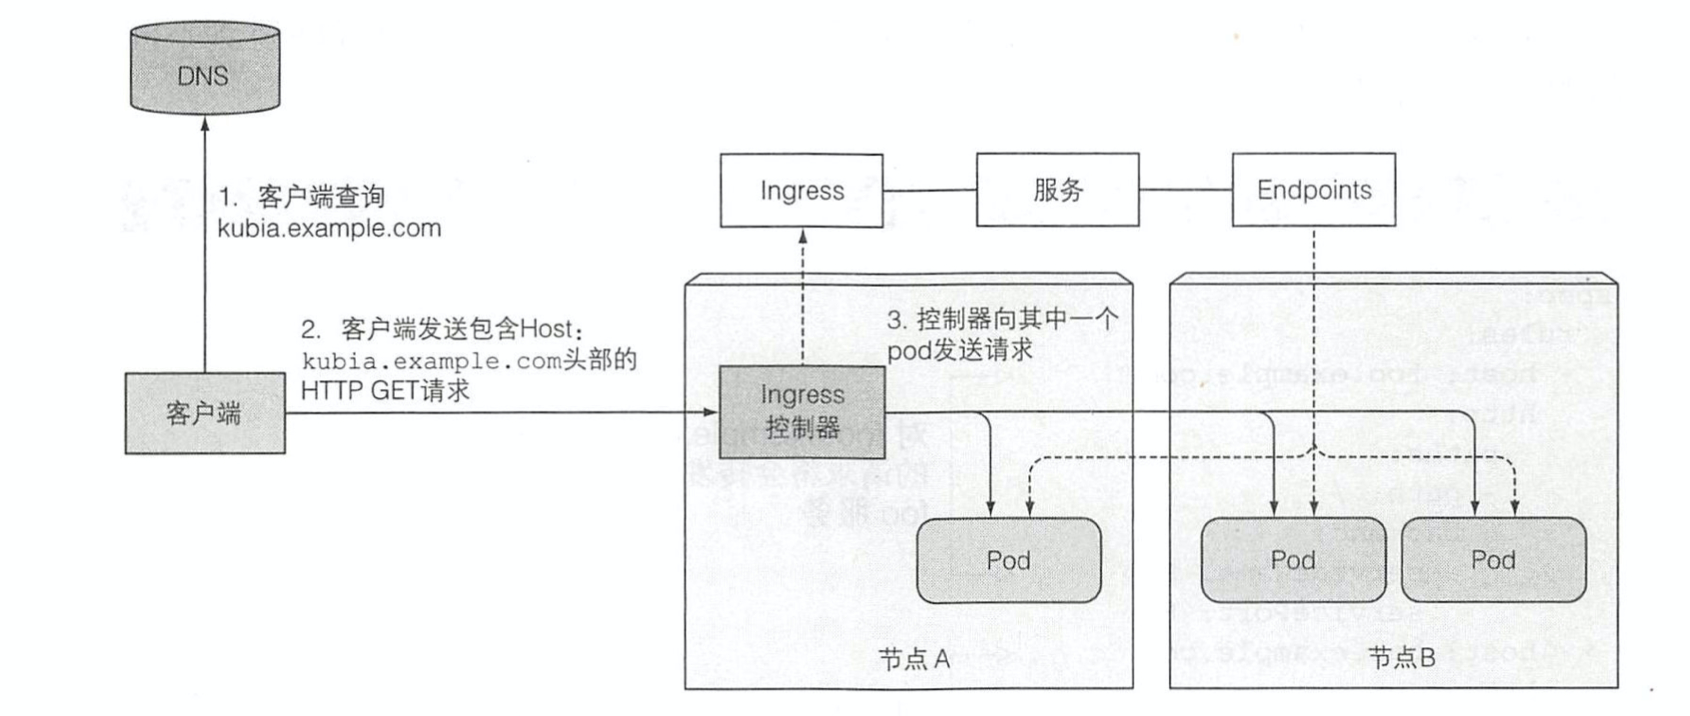 DNS
1. 客户端查询
kubia.example.com
Ingress
服务
Endpoints
2. 客户端发送包含Host：
kubia.example.com头部的
HTTP GET请求
3. 控制器向其中一个
pod发送请求
客户端
Ingress
控制器
Pod
Pod
Pod
节点 A
节点B